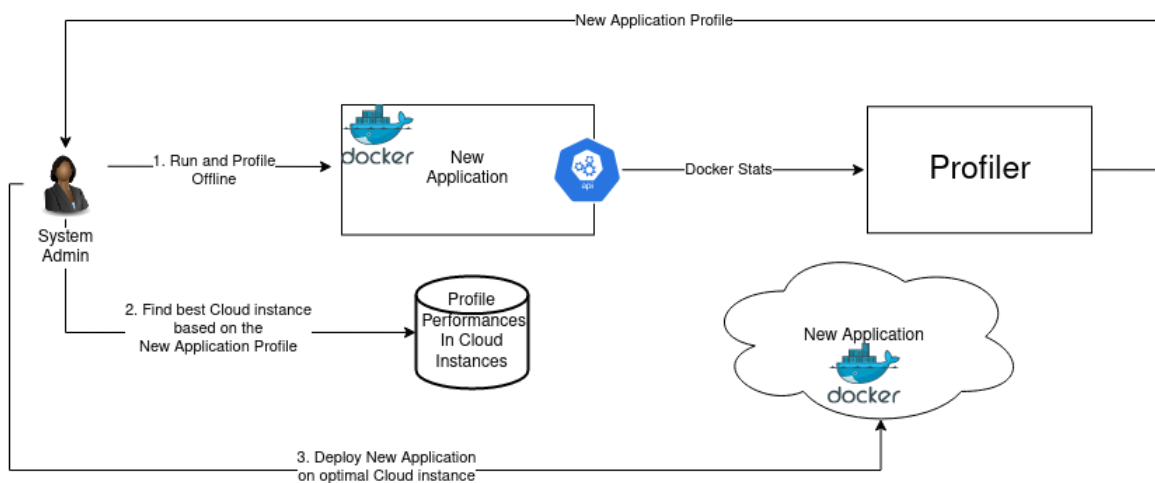 New Application Profile
docker
New
Application
api
1. Run and Profile
Offline
Docker Stats
Profiler
System
Admin
2. Find best Cloud instance
based on the
New Application Profile
Profile
Performances
In Cloud
Instances
New Application
docker
3. Deploy New Application
on optimal Cloud instance